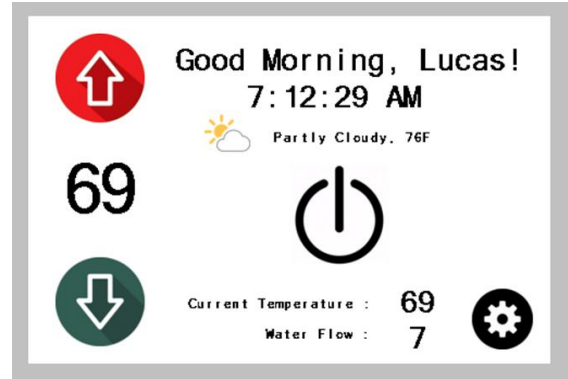 Good Morning, Lucas!
7:12:29 AM
Partly Cloudy, 76F
69
Current Temperature : 69
Water Flow : 7